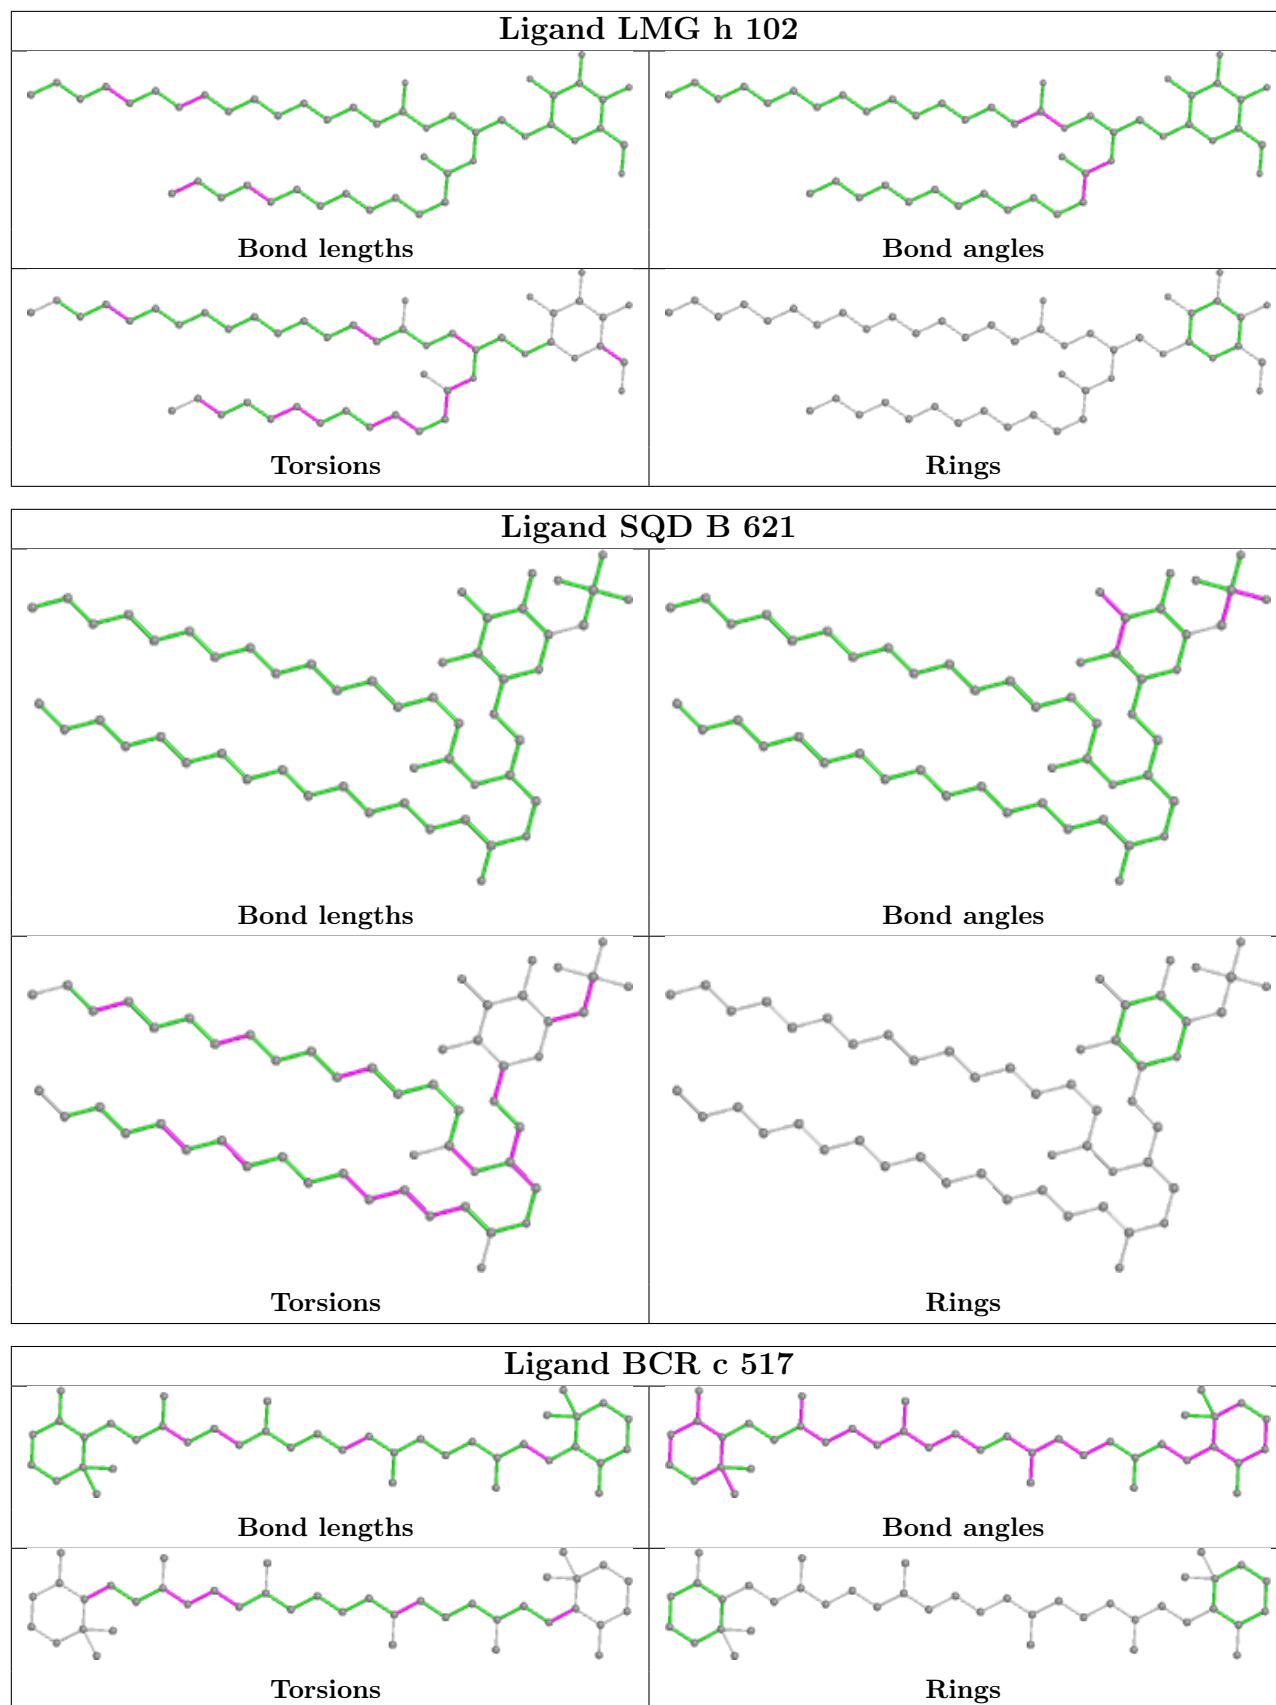 Ligand LMG h 102
Bond lengths
Bond angles
Torsions
Rings
Ligand SQD B 621
Bond lengths
Bond angles
Torsions
Rings
Ligand BCR c 517
Bond lengths
Bond angles
Torsions
Rings